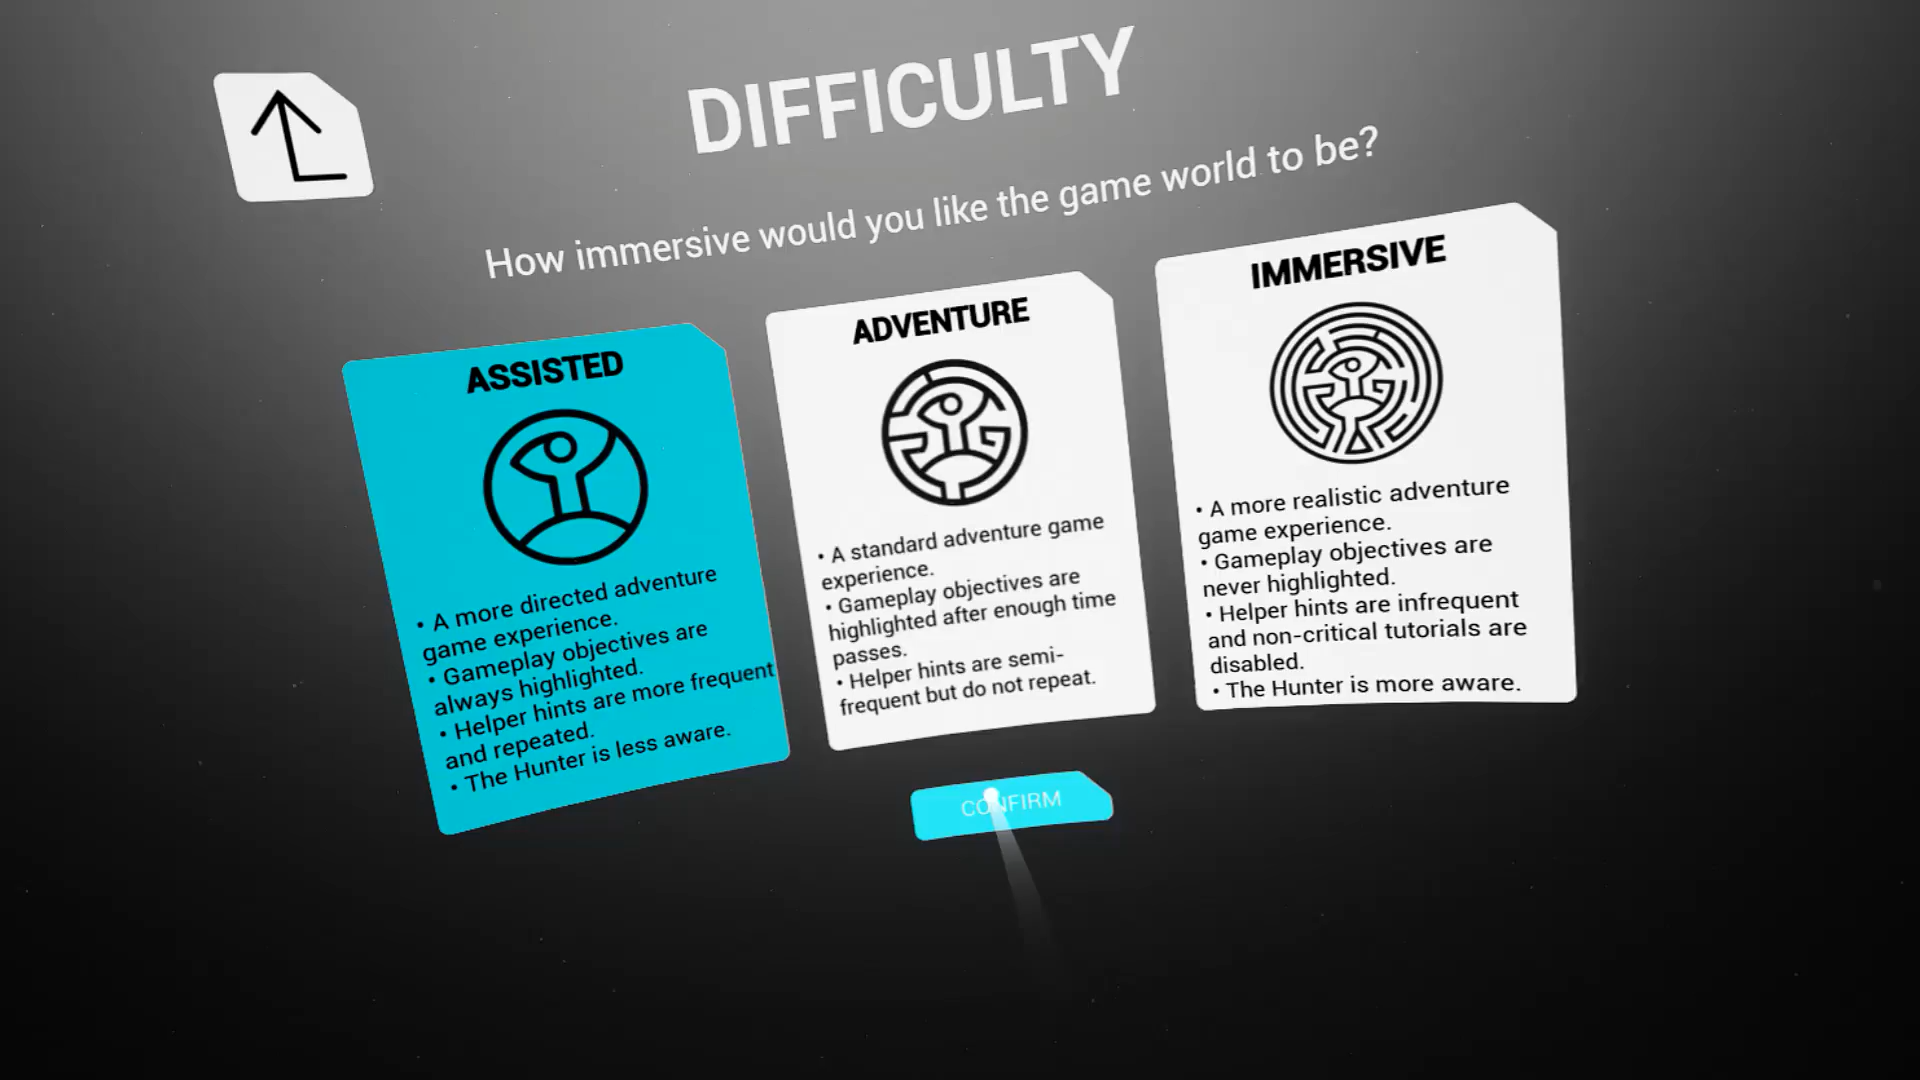 DIFFICULTY
How immersive would you like the game world to be?
ASSISTED
• A more directed adventure
game experience.
• Gameplay objectives are
always highlighted.
• Helper hints are more frequent
and repeated.
• The Hunter is less aware.
ADVENTURE
• A standard adventure game
experience.
• Gameplay objectives are
highlighted after enough time
passes.
• Helper hints are semi-
frequent but do not repeat.
IMMERSIVE
• A more realistic adventure
game experience.
• Gameplay objectives are
never highlighted.
• Helper hints are infrequent
and non-critical tutorials are
disabled.
• The Hunter is more aware.
CONFIRM